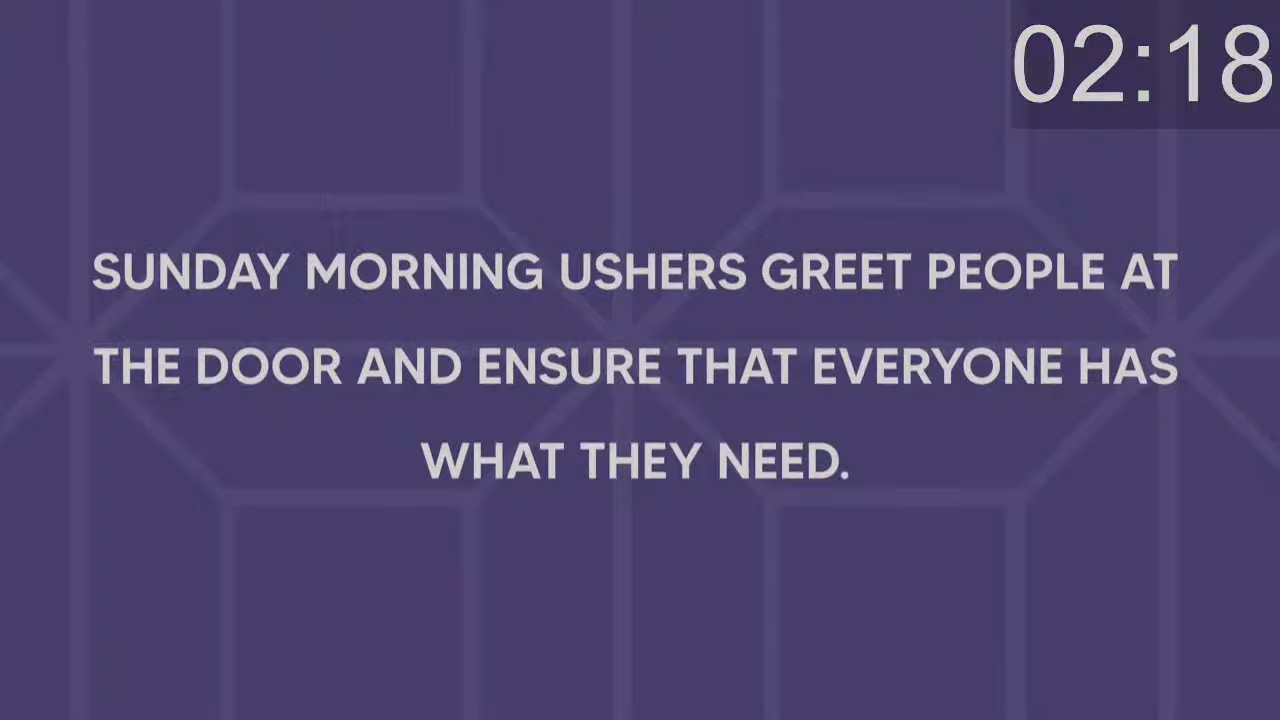 02:18
SUNDAY MORNING USHERS GREET PEOPLE AT
THE DOOR AND ENSURE THAT EVERYONE HAS
WHAT THEY NEED.